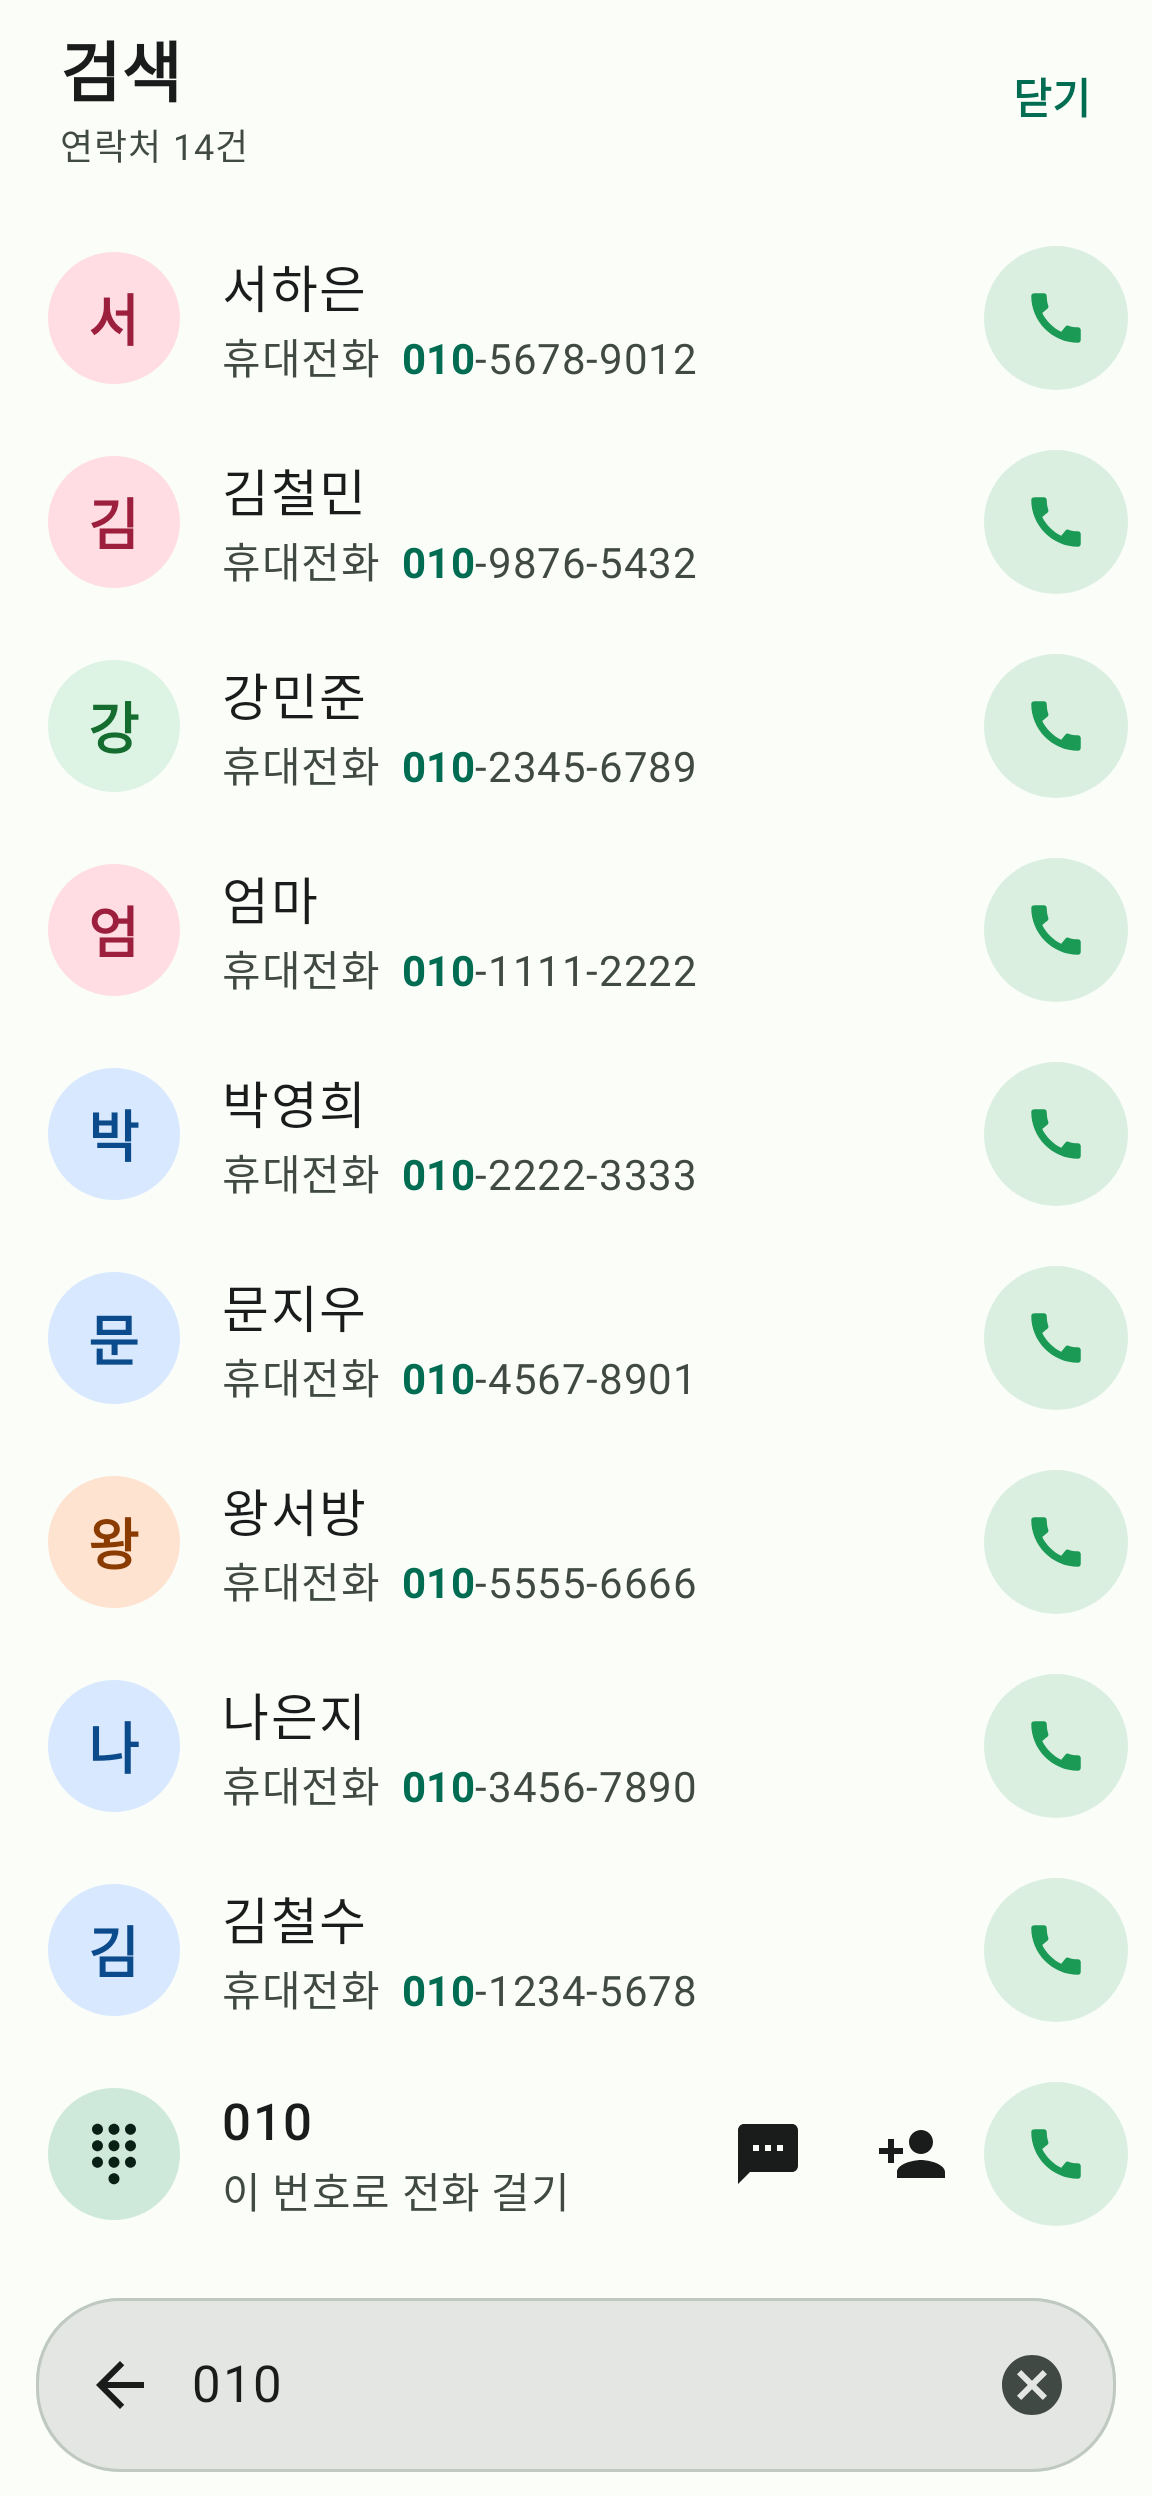 검색
닫기
연락처 14건
서
서하은
휴대전화 010-5678-9012
김
김철민
휴대전화 010-9876-5432
강
강민준
휴대전화 010-2345-6789
엄
엄마
휴대전화 010-1111-2222
박
박영희
휴대전화 010-2222-3333
문
문지우
휴대전화 010-4567-8901
왕
왕서방
휴대전화 010-5555-6666
나
나은지
휴대전화 010-3456-7890
김
김철수
휴대전화 010-1234-5678
010
이 번호로 전화 걸기
010